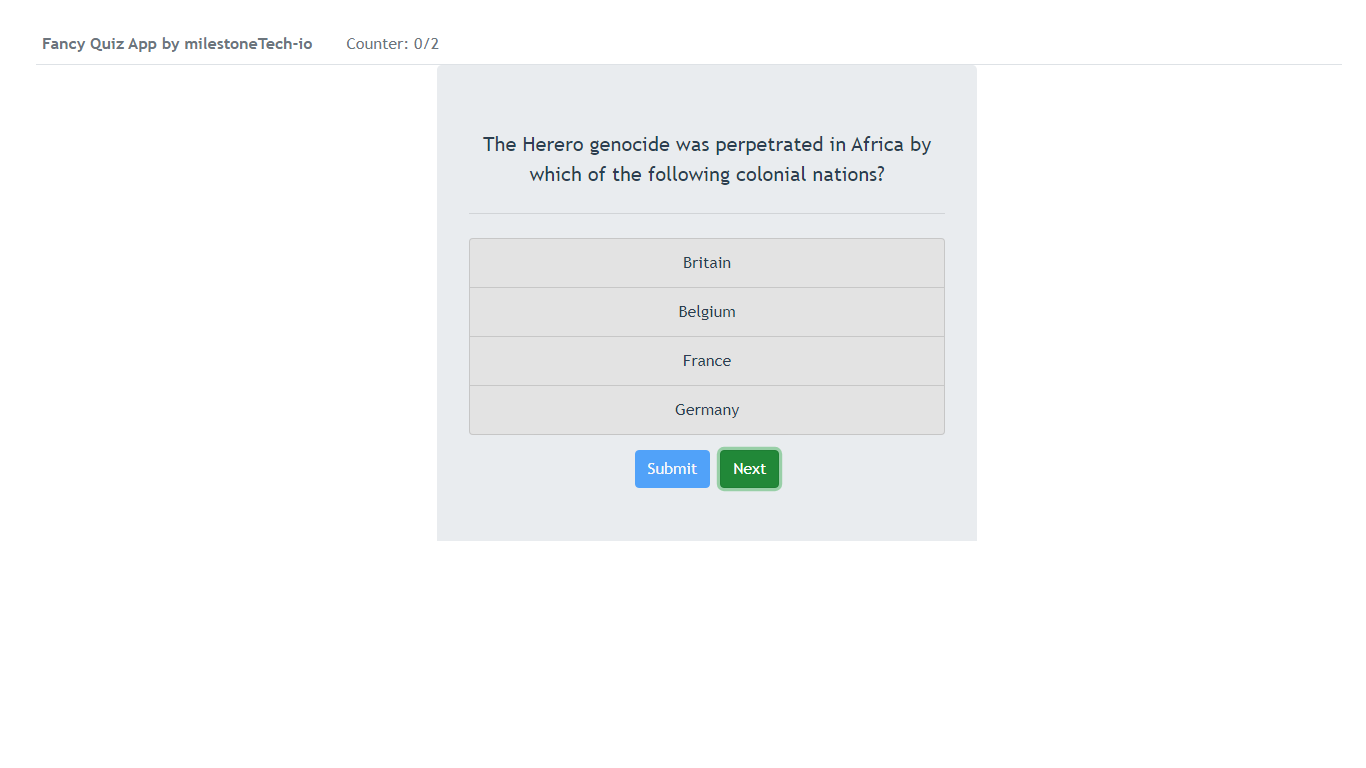 Fancy Quiz App by milestoneTech-io Counter: 0/2
The Herero genocide was perpetrated in Africa by
which of the following colonial nations?
Britain
Belgium
France
Germany
Submit Next